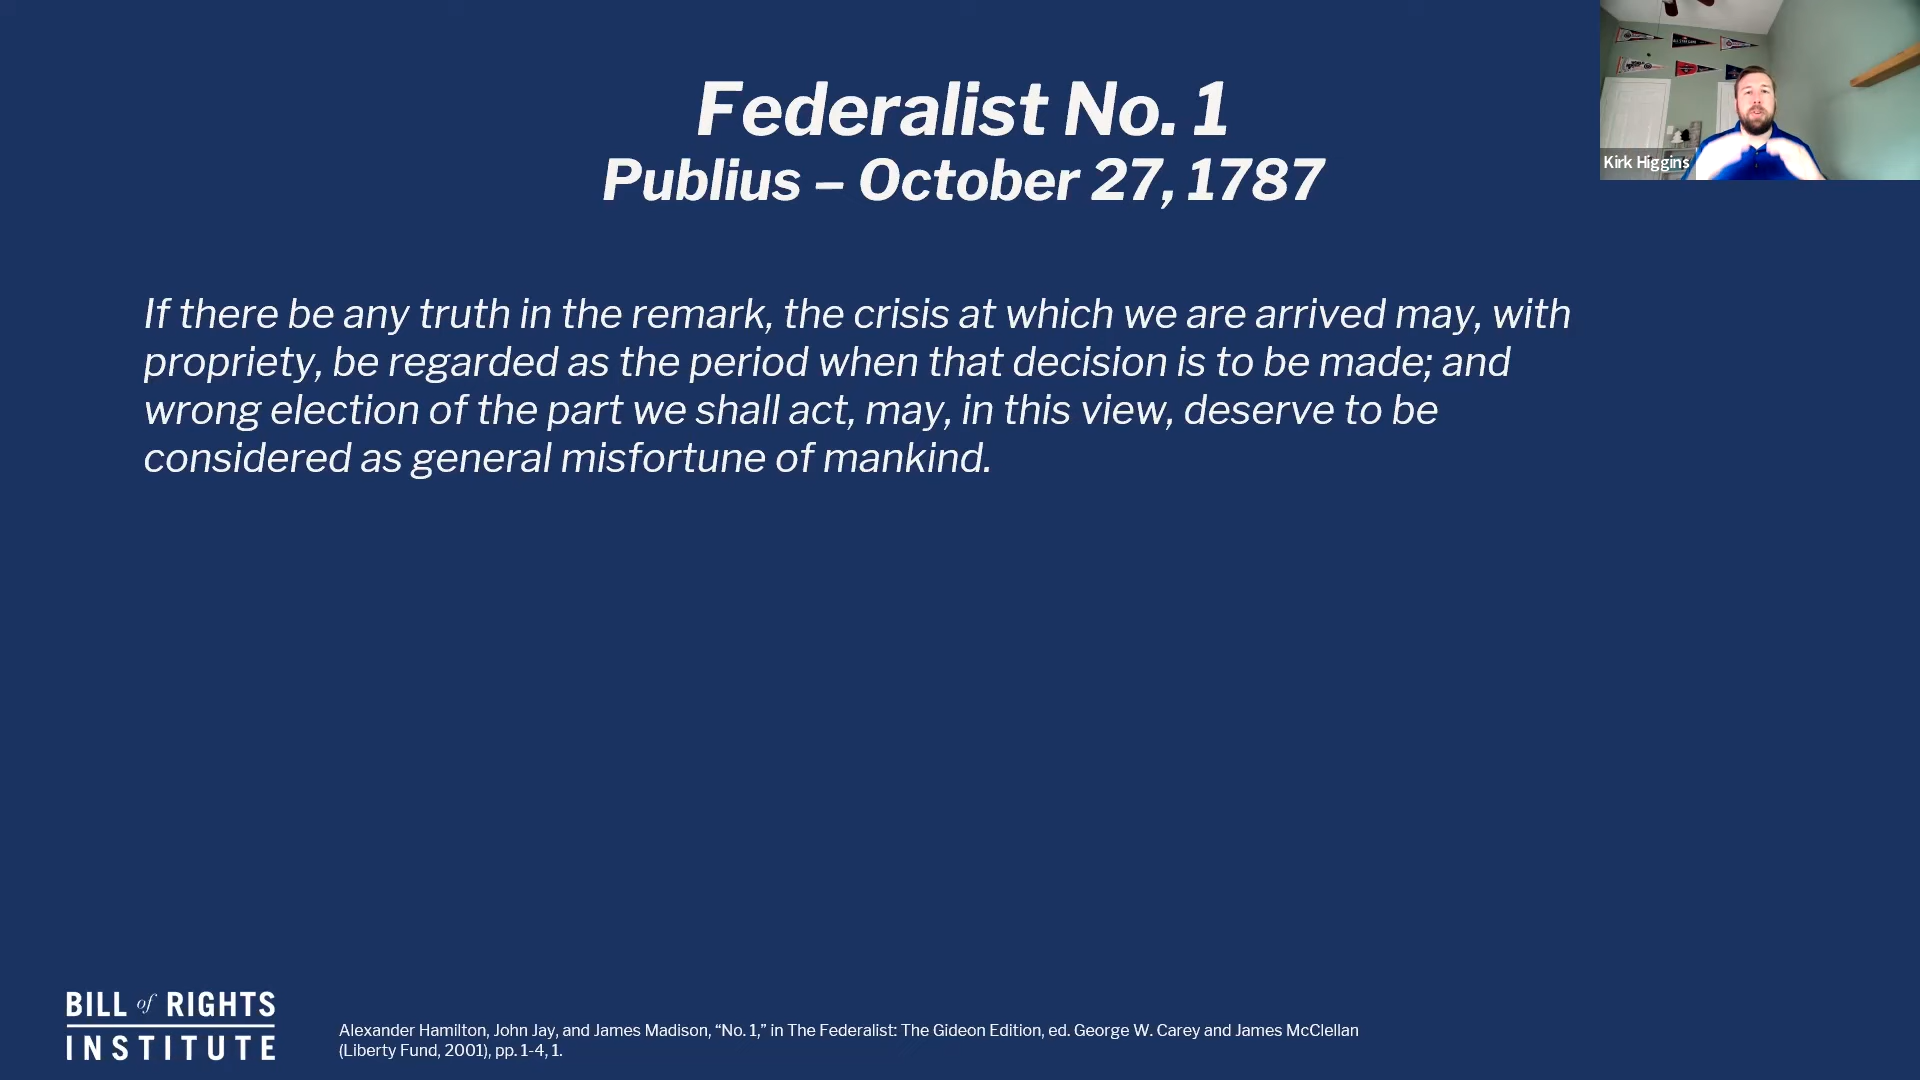 Federalist No. 1
Publius – October 27, 1787
Kirk Higgins
If there be any truth in the remark, the crisis at which we are arrived may, with
propriety, be regarded as the period when that decision is to be made; and
wrong election of the part we shall act, may, in this view, deserve to be
considered as general misfortune of mankind.
BILL of RIGHTS
INSTITUTE
Alexander Hamilton, John Jay, and James Madison, “No. 1,” in The Federalist: The Gideon Edition, ed. George W. Carey and James McClellan
(Liberty Fund, 2001), pp. 1-4, 1.